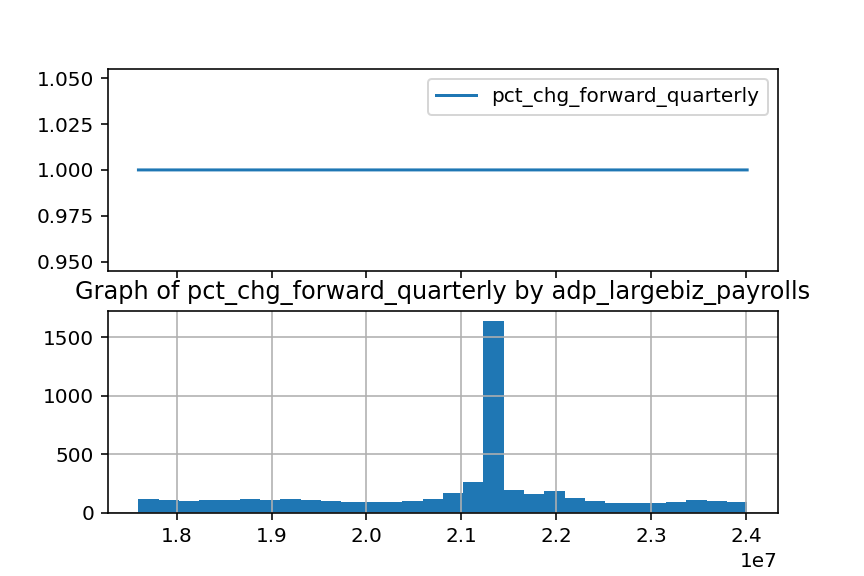 1.050
pct_chg_forward_quarterly
1.025
1.000
0.975
0.950
Graph of pct_chg_forward_quarterly by adp_largebiz_payrolls
1500
1000
500
0
1.8 1.9 2.0 2.1 2.2 2.3 2.4
1e7